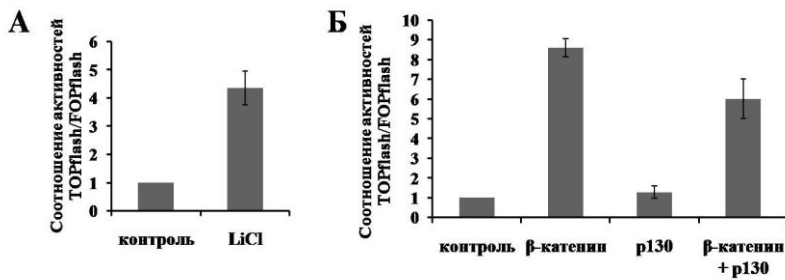 А
Соотношение активностей
TOPflash/FOPflash
6
5
4
3
2
1
0
контроль
LiCl
Б
Соотношение активностей
TOPflash/FOPflash
10
9
8
7
6
5
4
3
2
1
0
контроль
β-катенин
p130
β-катенин
+ p130